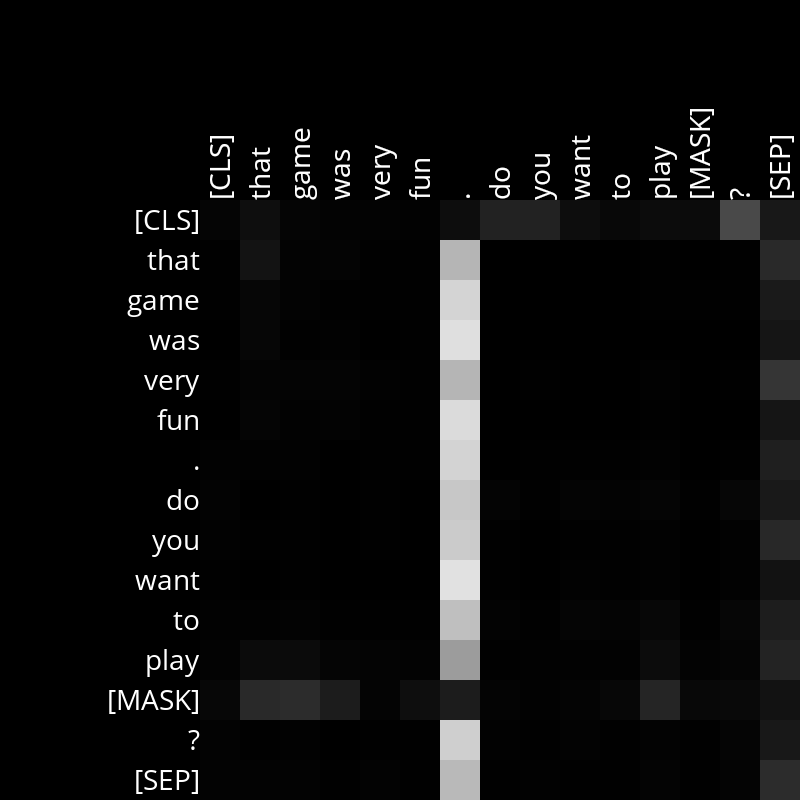 [CLS] that game was very fun . do you want to play [MASK] ? [SEP]
[CLS]
that
game
was
very
fun
.
do
you
want
to
play
[MASK]
?
[SEP]